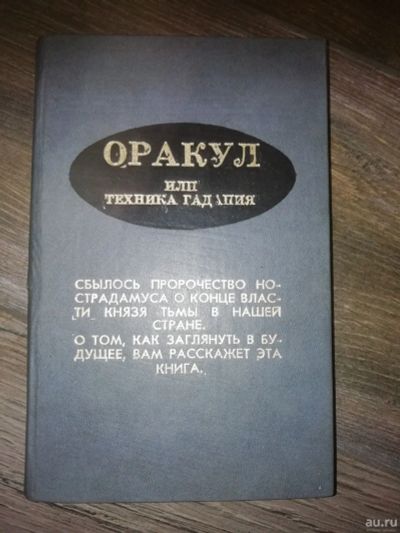 ОРАКУЛ
ИЛИ
ТЕХНИКА ГАДАНИЯ
СБЫЛОСЬ ПРОРОЧЕСТВО НО-
СТРАДАМУСА О КОНЦЕ ВЛАС-
ТИ КНЯЗЯ ТЬМЫ В НАШЕЙ
СТРАНЕ.
О ТОМ, КАК ЗАГЛЯНУТЬ В БУ-
ДУЩЕЕ, ВАМ РАССКАЖЕТ ЭТА
КНИГА.
au.ru